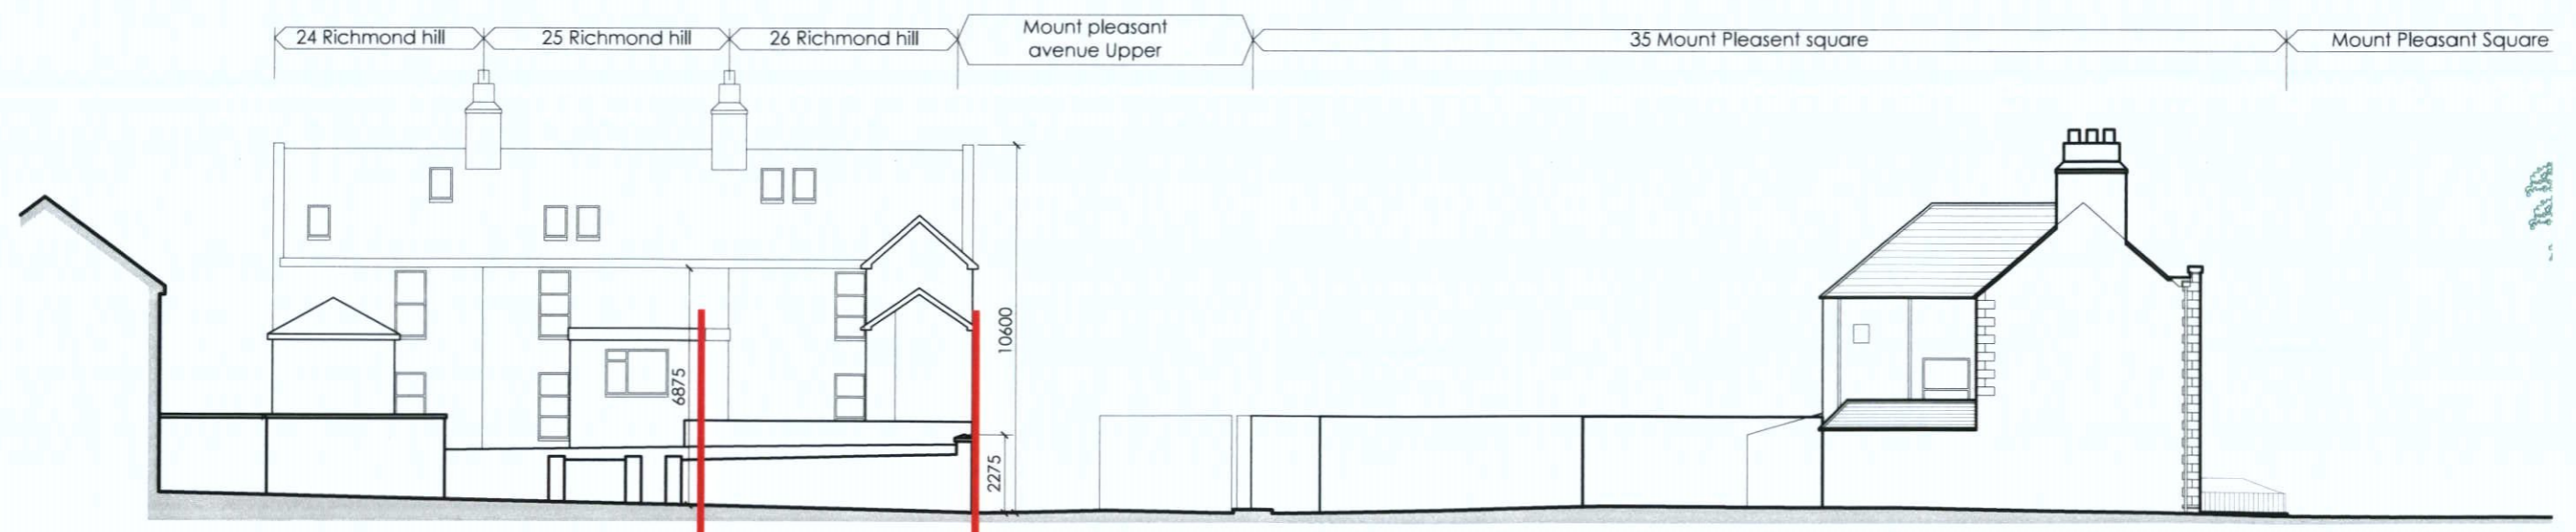 24 Richmond hill
25 Richmond hill
26 Richmond hill
Mount pleasant
avenue Upper
35 Mount Pleasent square
Mount Pleasant Square
10600
6875
2275